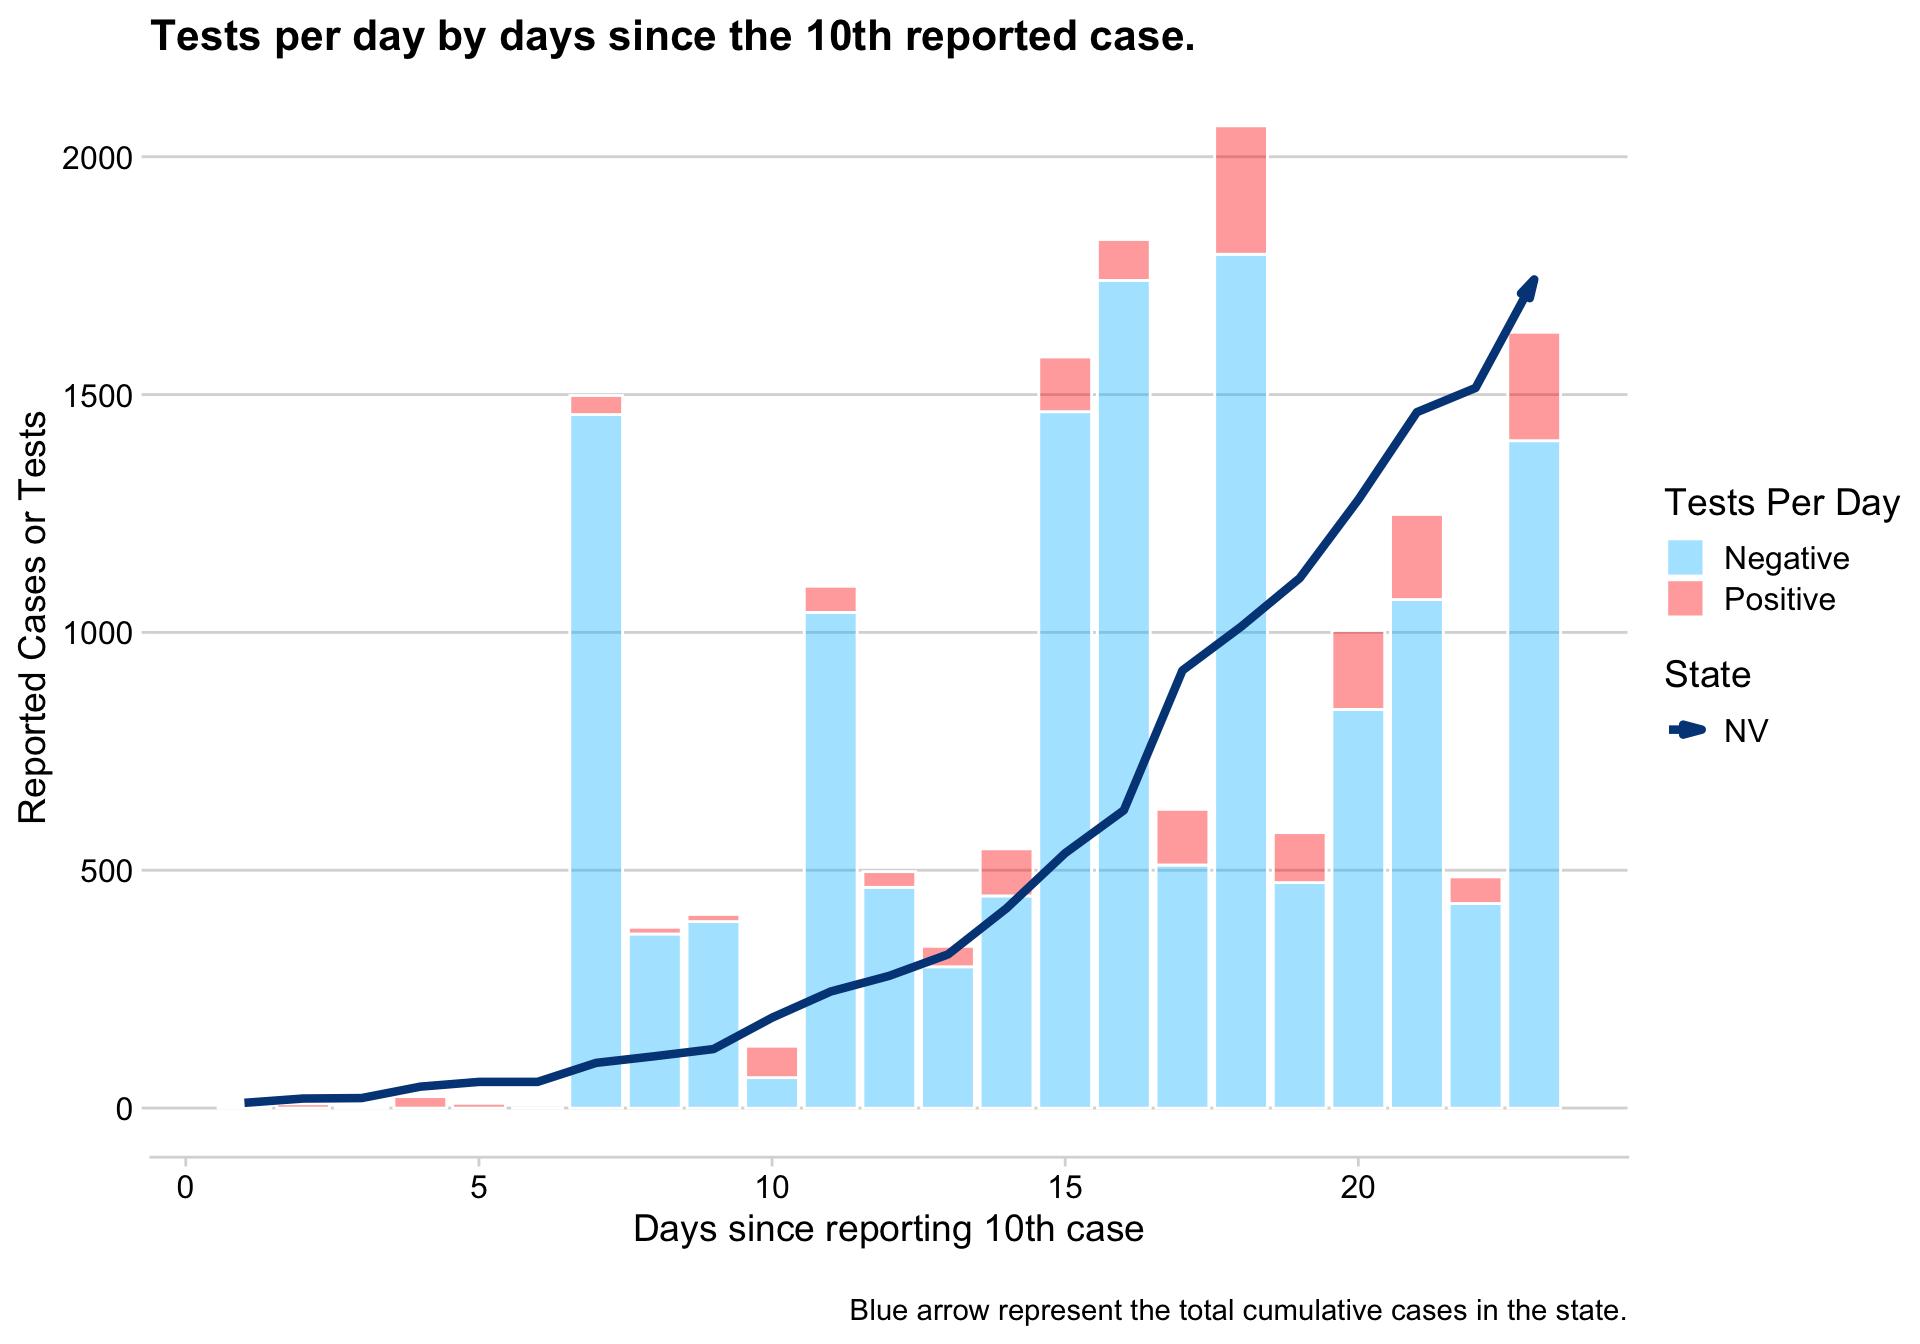 Tests per day by days since the 10th reported case.
Reported Cases or Tests
2000
1500
1000
500
0
0 5 10 15 20
Days since reporting 10th case
Tests Per Day
Negative
Positive
State
NV
Blue arrow represent the total cumulative cases in the state.